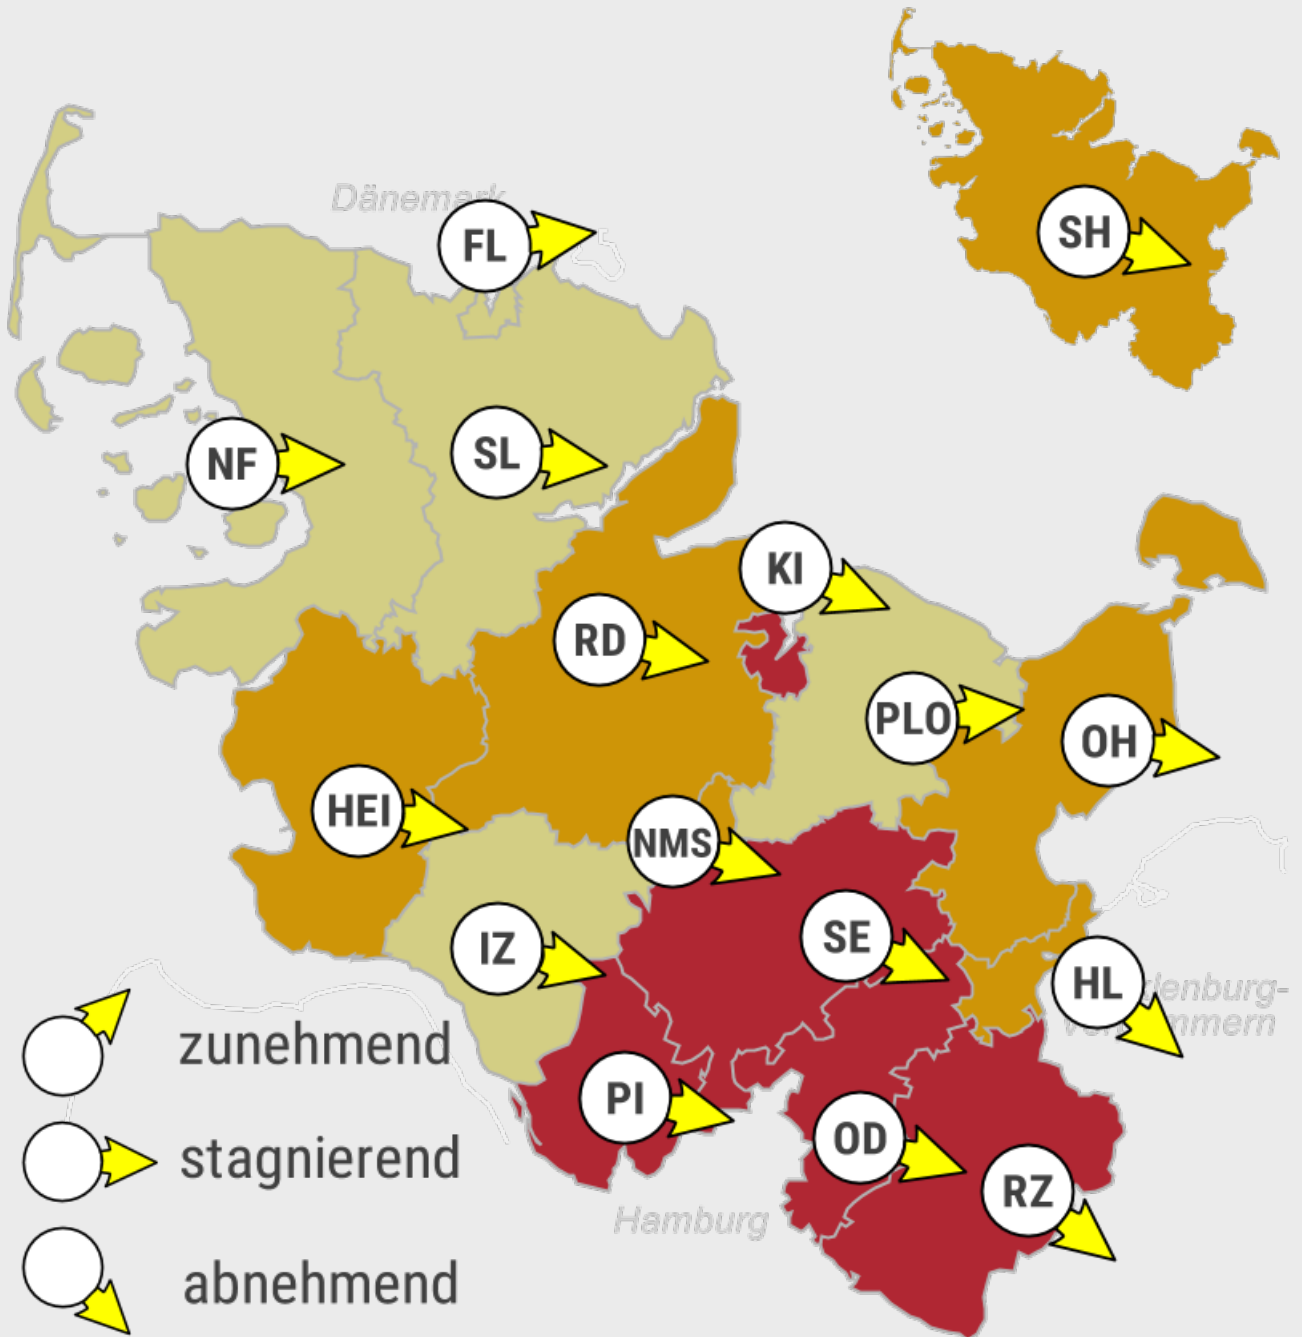 Dänemark
FL
SH
NF
SL
KI
RD
PLO
OH
HEI
NMS
SE
IZ
HL
zunehmend
PI
OD
stagnierend
RZ
Hamburg
abnehmend